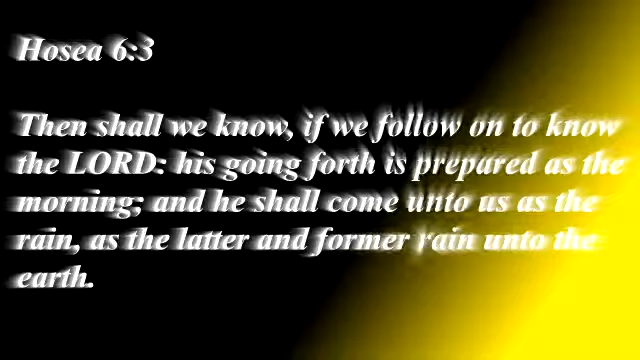 Hosea 6:3
Then shall we know, if we follow on to know
the LORD: his going forth is prepared as the
morning; and he shall come unto us as the
rain, as the latter and former rain unto the
earth.